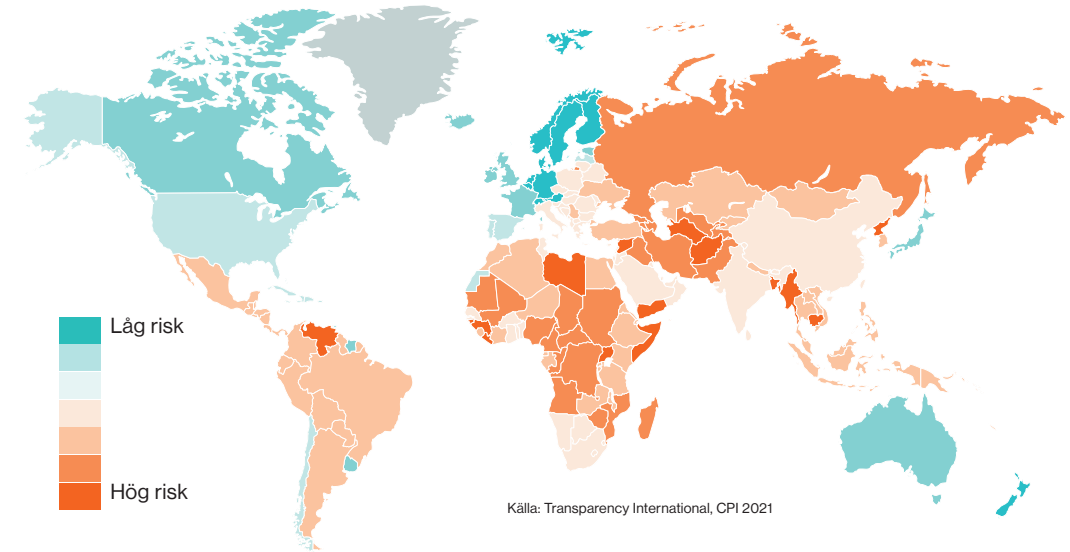 Låg risk
Hög risk
Källa: Transparency International, CPI 2021